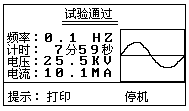 试验通过
频率:0.1 HZ
计时: 7分59秒
电压:25.5KV
电流:10.1MA
提示: 打印 停机